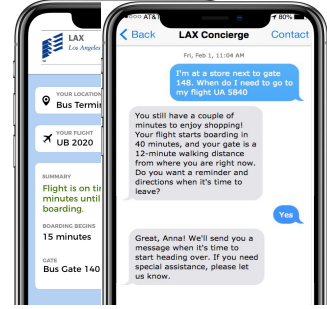 LAX
Los Angeles
YOUR LOCATION
Bus Termin
YOUR FLIGHT
UB 2020
SUMMARY
Flight is on tim
minutes until
boarding.
BOARDING BEGINS
15 minutes
GATE
Bus Gate 140
AT&T
80%
Back
LAX Concierge
Contact
Fri, Feb 1, 11:04 AM
I'm at a store next to gate
148. When do I need to go to
my flight UA 5840
You still have a couple of
minutes to enjoy shopping!
Your flight starts boarding in
40 minutes, and your gate is a
12-minute walking distance
from where you are right now.
Do you want a reminder and
directions when it's time to
leave?
Yes
Great, Anna! We'll send you a
message when it's time to
start heading over. If you need
special assistance, please let
us know.